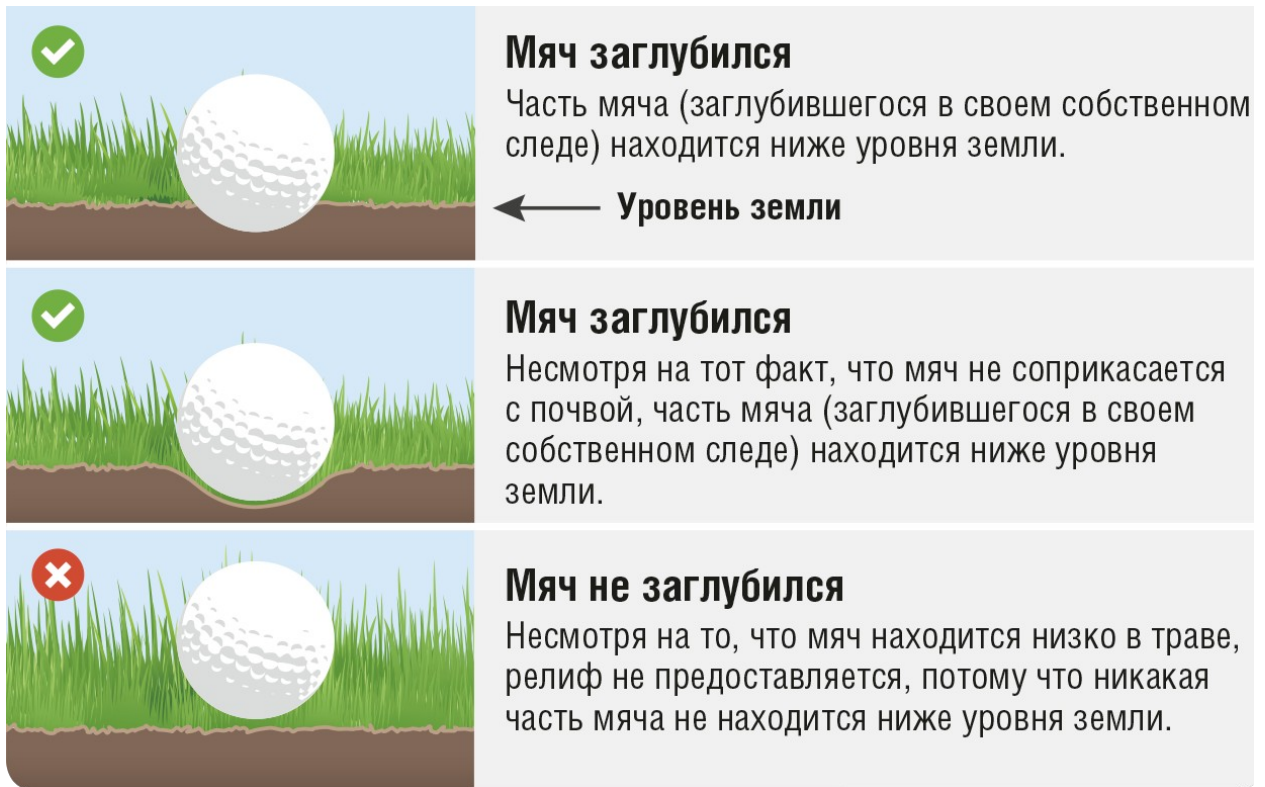 Мяч заглубился
Часть мяча (заглубившегося в своем собственном
следе) находится ниже уровня земли.
Уровень земли
Мяч заглубился
Несмотря на тот факт, что мяч не соприкасается
с почвой, часть мяча (заглубившегося в своем
собственном следе) находится ниже уровня
земли.
Мяч не заглубился
Несмотря на то, что мяч находится низко в траве,
релиф не предоставляется, потому что никакая
часть мяча не находится ниже уровня земли.